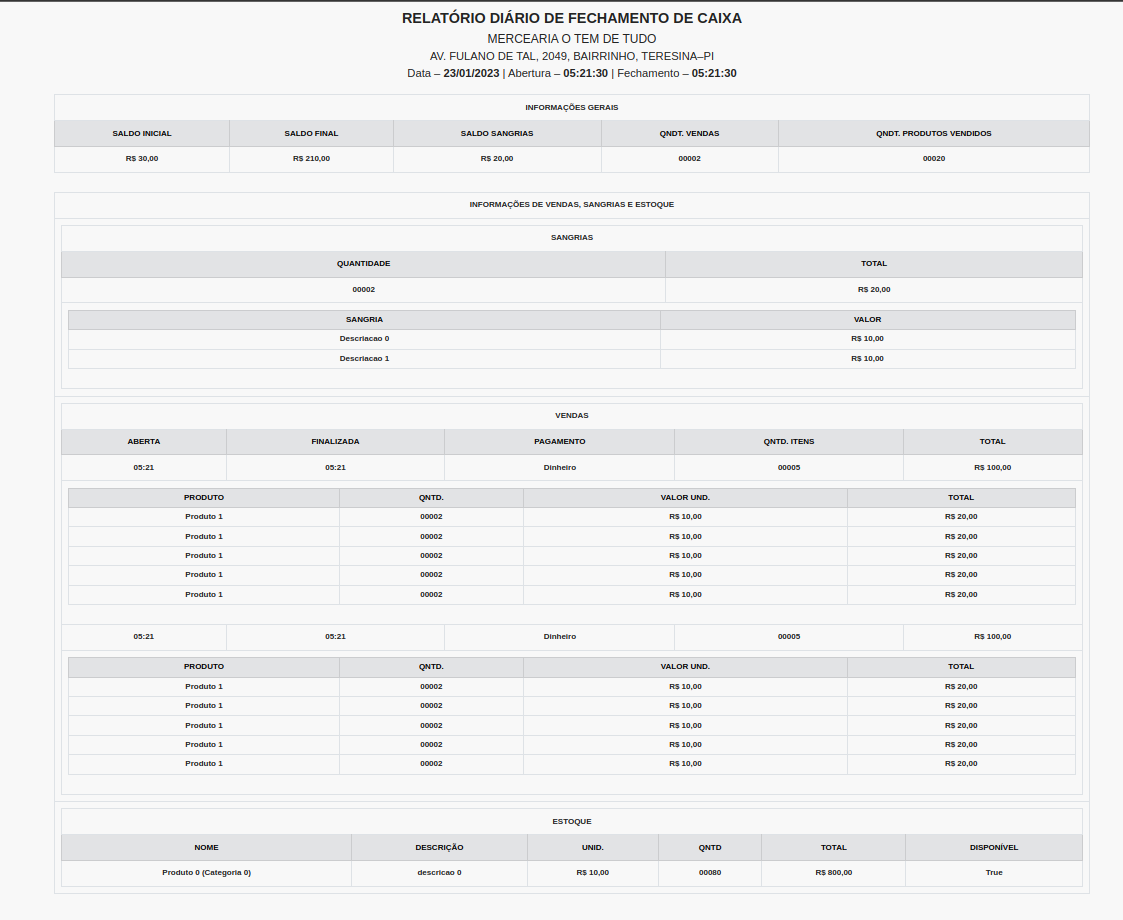 RELATÓRIO DIÁRIO DE FECHAMENTO DE CAIXA
MERCEARIA O TEM DE TUDO
AV. FULANO DE TAL, 2049, BAIRRINHO, TERESINA–PI
Data – 23/01/2023 | Abertura – 05:21:30 | Fechamento – 05:21:30
INFORMAÇÕES GERAIS
SALDO INICIAL SALDO FINAL SALDO SANGRIAS QNDT. VENDAS QNDT. PRODUTOS VENDIDOS
R$ 30,00 R$ 210,00 R$ 20,00 00002 00020
INFORMAÇÕES DE VENDAS, SANGRIAS E ESTOQUE
SANGRIAS
QUANTIDADE TOTAL
00002 R$ 20,00
SANGRIA VALOR
Descriacao 0 R$ 10,00
Descriacao 1 R$ 10,00
VENDAS
ABERTA FINALIZADA PAGAMENTO QNTD. ITENS TOTAL
05:21 05:21 Dinheiro 00005 R$ 100,00
PRODUTO QNTD. VALOR UND. TOTAL
Produto 1 00002 R$ 10,00 R$ 20,00
Produto 1 00002 R$ 10,00 R$ 20,00
Produto 1 00002 R$ 10,00 R$ 20,00
Produto 1 00002 R$ 10,00 R$ 20,00
Produto 1 00002 R$ 10,00 R$ 20,00
05:21 05:21 Dinheiro 00005 R$ 100,00
PRODUTO QNTD. VALOR UND. TOTAL
Produto 1 00002 R$ 10,00 R$ 20,00
Produto 1 00002 R$ 10,00 R$ 20,00
Produto 1 00002 R$ 10,00 R$ 20,00
Produto 1 00002 R$ 10,00 R$ 20,00
Produto 1 00002 R$ 10,00 R$ 20,00
ESTOQUE
NOME DESCRIÇÃO UNID. QNTD TOTAL DISPONÍVEL
Produto 0 (Categoria 0) descricao 0 R$ 10,00 00080 R$ 800,00 True